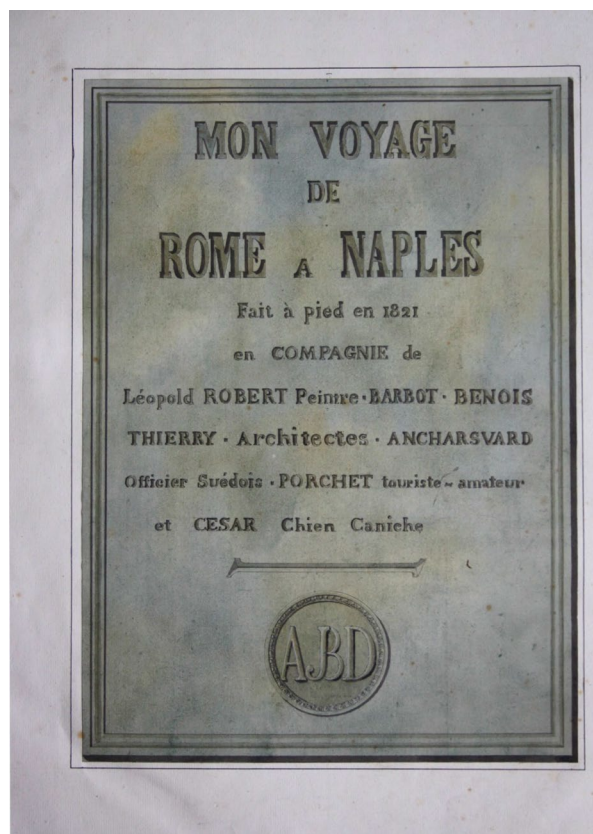 MON VOYAGE
DE
ROME A NAPLES
Fait à pied en 1821
en COMPAGNIE de
Léopold ROBERT Peintre · BARBOT · BENOIS
THIERRY · Architectes · ANCHARSVARD
Officier Suédois · PORCHET touriste ~ amateur
et CESAR Chien Caniche
AJBD